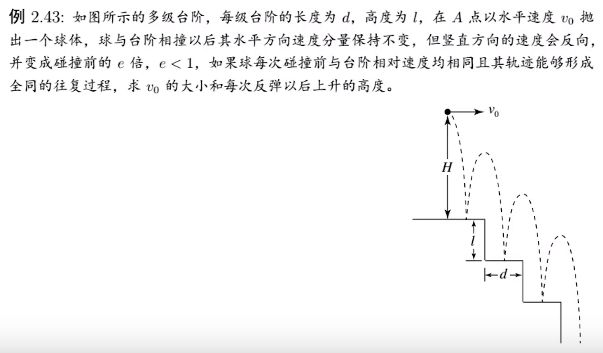 例 2.43: 如图所示的多级台阶，每级台阶的长度为 d，高度为 l，在 A 点以水平速度 v₀ 抛
出一个球体，球与台阶相撞以后其水平方向速度分量保持不变，但竖直方向的速度会反向，
并变成碰撞前的 e 倍，e < 1，如果球每次碰撞前与台阶相对速度均相同且其轨迹能够形成
全同的往复过程，求 v₀ 的大小和每次反弹以后上升的高度。
v₀
H
l
d